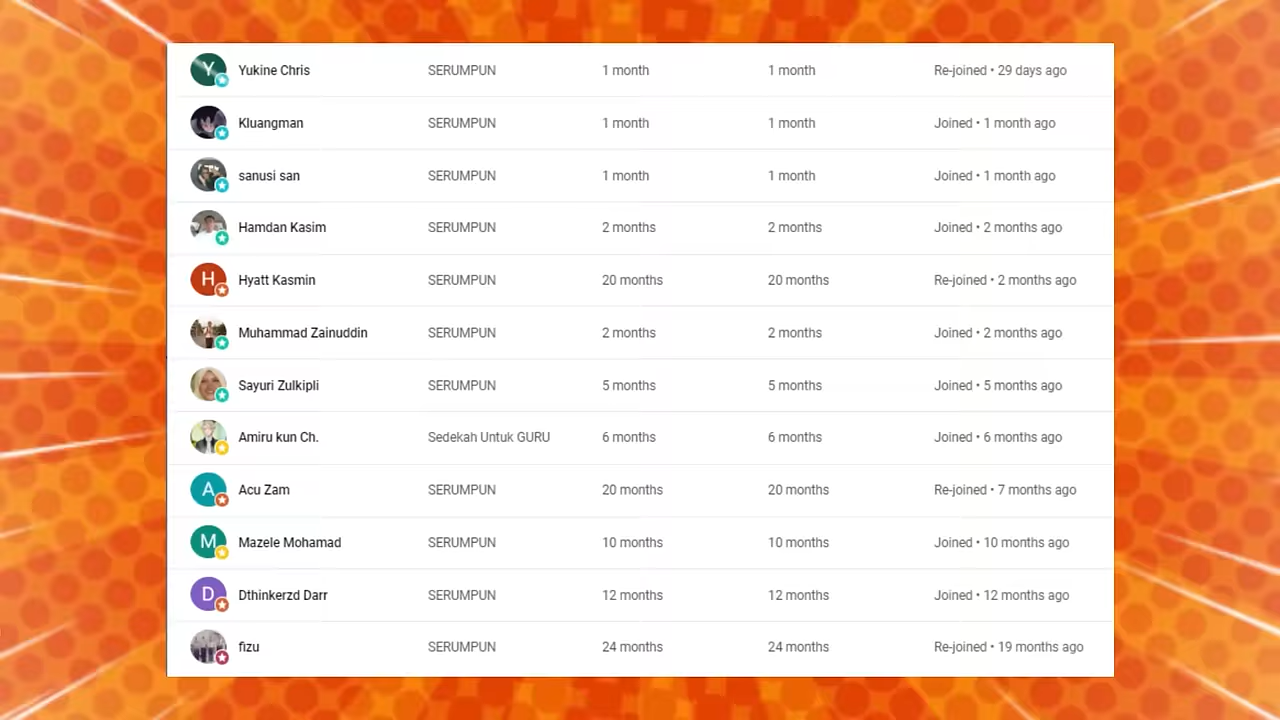 Y Yukine Chris SERUMPUN 1 month 1 month Re-joined • 29 days ago
Kluangman SERUMPUN 1 month 1 month Joined • 1 month ago
sanusi san SERUMPUN 1 month 1 month Joined • 1 month ago
Hamdan Kasim SERUMPUN 2 months 2 months Joined • 2 months ago
H Hyatt Kasmin SERUMPUN 20 months 20 months Re-joined • 2 months ago
Muhammad Zainuddin SERUMPUN 2 months 2 months Joined • 2 months ago
Sayuri Zulkipli SERUMPUN 5 months 5 months Joined • 5 months ago
Amiru kun Ch. Sedekah Untuk GURU 6 months 6 months Joined • 6 months ago
A Acu Zam SERUMPUN 20 months 20 months Re-joined • 7 months ago
M Mazele Mohamad SERUMPUN 10 months 10 months Joined • 10 months ago
D Dthinkerzd Darr SERUMPUN 12 months 12 months Joined • 12 months ago
fizu SERUMPUN 24 months 24 months Re-joined • 19 months ago